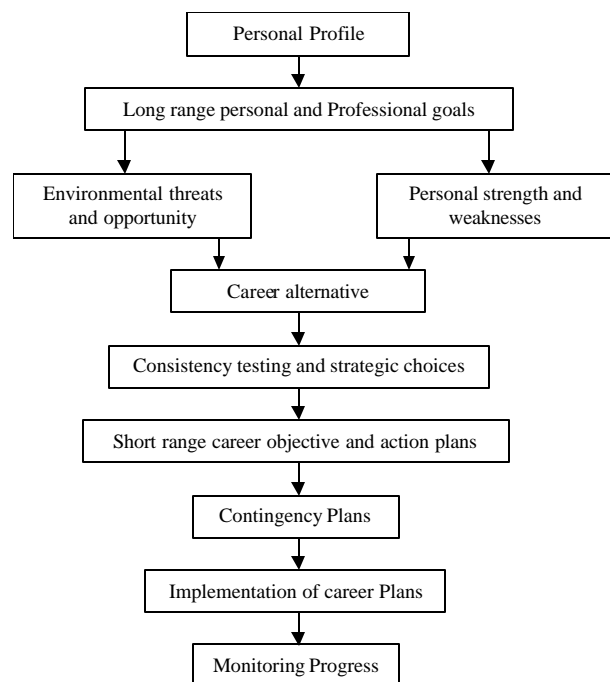 Personal Profile
Long range personal and Professional goals
Environmental threats
and opportunity
Personal strength and
weaknesses
Career alternative
Consistency testing and strategic choices
Short range career objective and action plans
Contingency Plans
Implementation of career Plans
Monitoring Progress